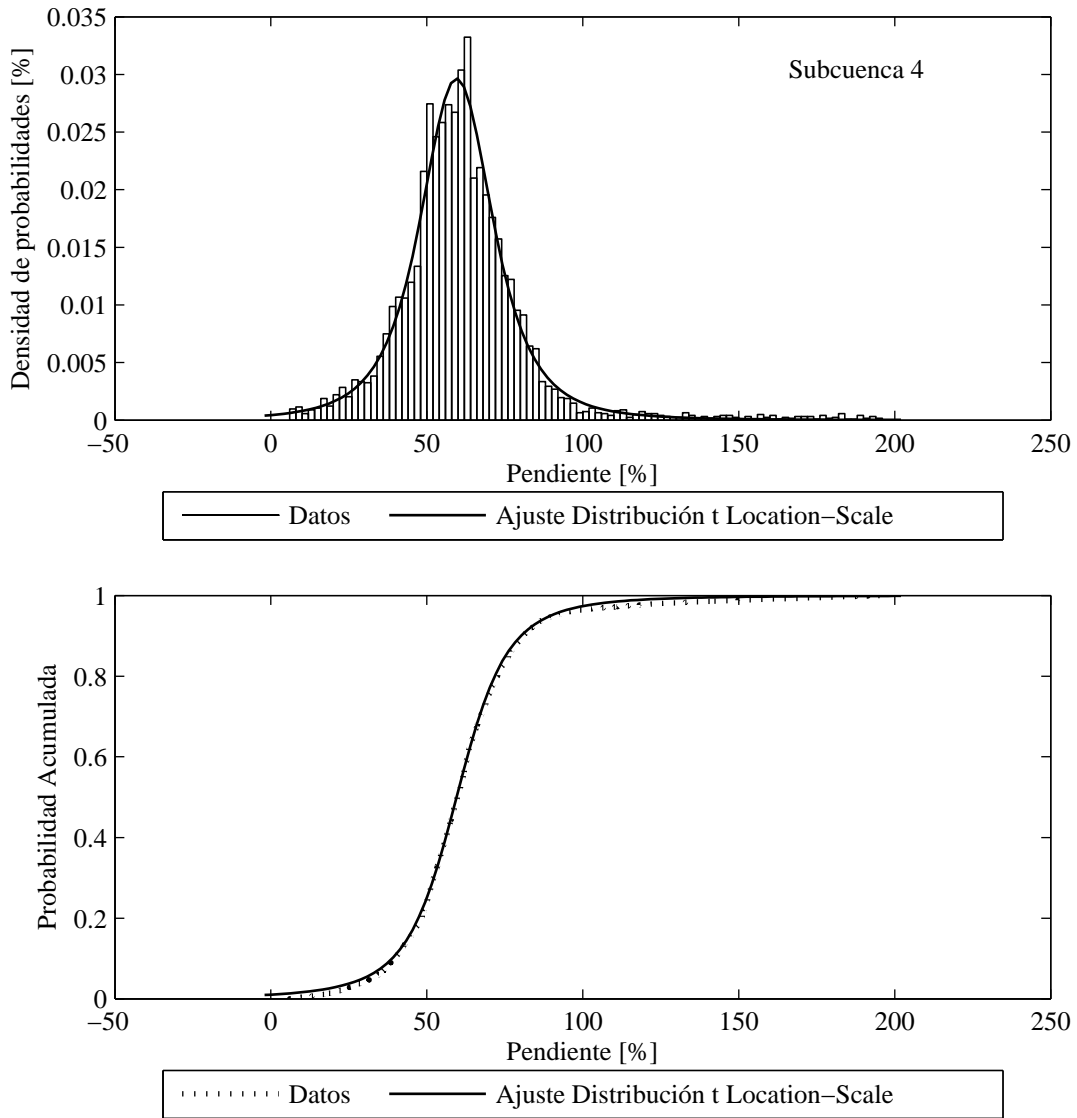 0.035
0.03
0.025
0.02
0.015
0.01
0.005
0
Densidad de probabilidades [%]
Subcuenca 4
−50 0 50 100 150 200 250
Pendiente [%]
Datos Ajuste Distribución t Location−Scale
1
0.8
0.6
0.4
0.2
0
Probabilidad Acumulada
−50 0 50 100 150 200 250
Pendiente [%]
Datos Ajuste Distribución t Location−Scale